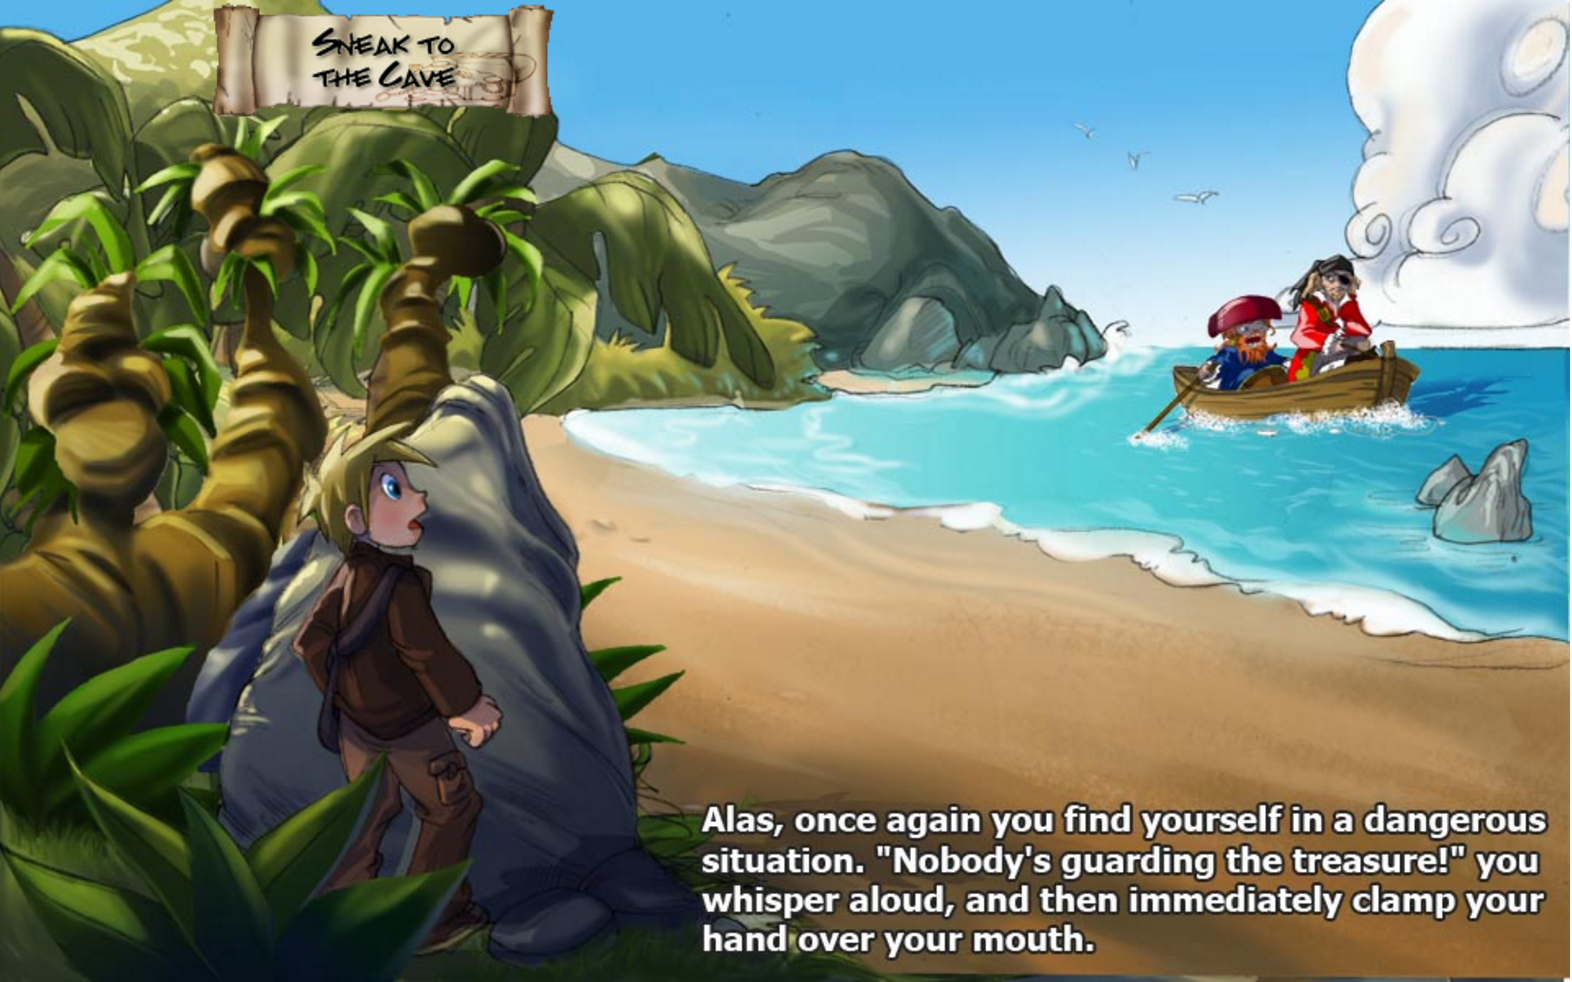 Sneak to
the Cave
Alas, once again you find yourself in a dangerous
situation. "Nobody's guarding the treasure!" you
whisper aloud, and then immediately clamp your
hand over your mouth.